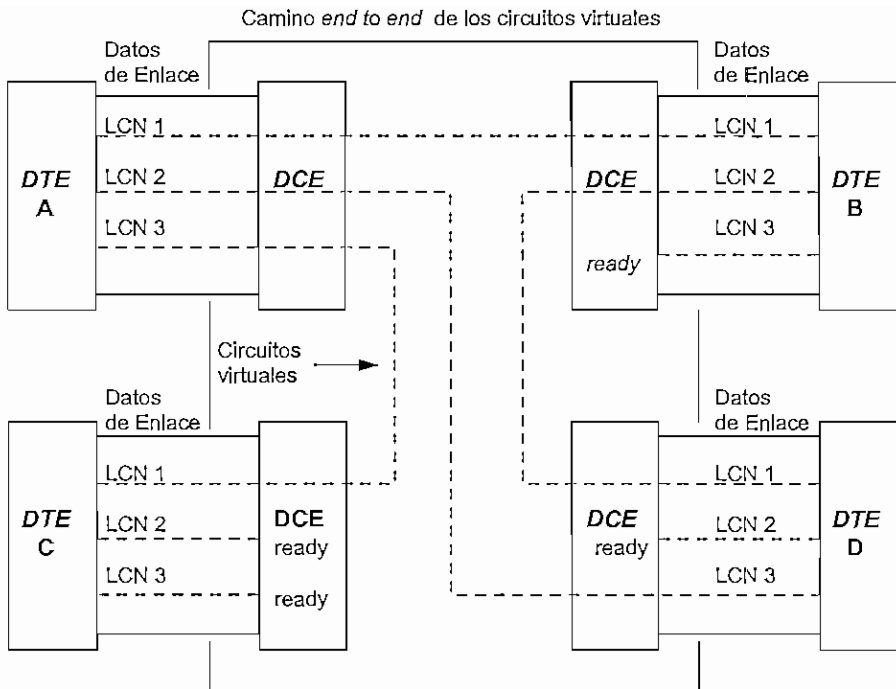 Camino end to end de los circuitos virtuales
Datos
de Enlace
Datos
de Enlace
DTE
A
LCN 1
LCN 2
LCN 3
DCE
DCE
ready
LCN 1
LCN 2
LCN 3
DTE
B
Circuitos
virtuales
Datos
de Enlace
Datos
de Enlace
DTE
C
LCN 1
LCN 2
LCN 3
DCE
ready
ready
DCE
ready
LCN 1
LCN 2
LCN 3
DTE
D